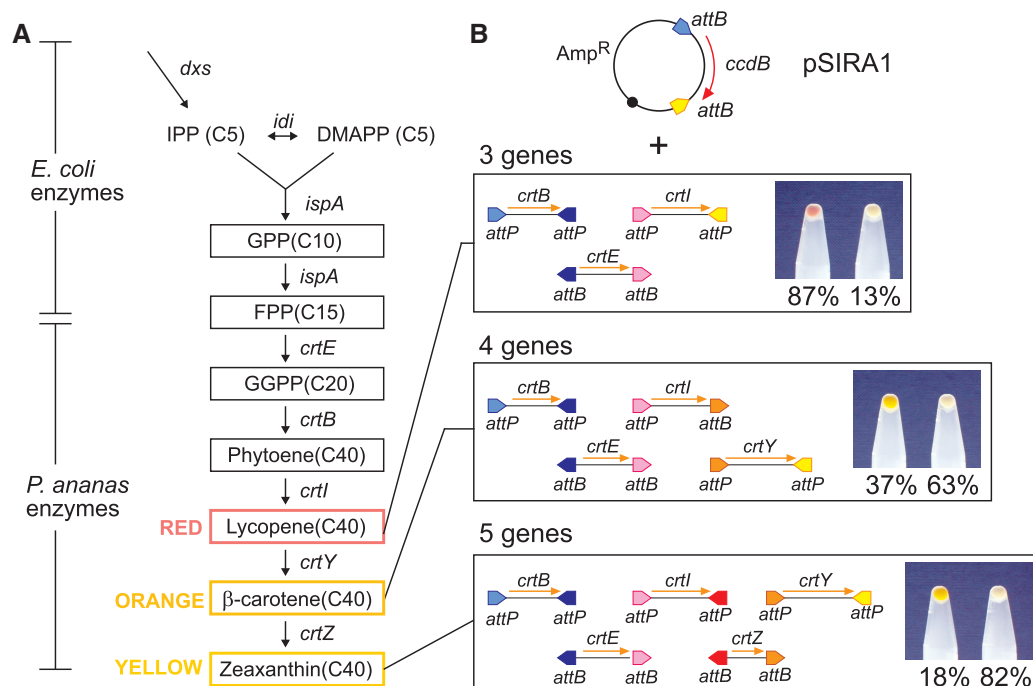 A
E. coli
enzymes
P. ananas
enzymes
dxs
IPP (C5)
idi
DMAPP (C5)
ispA
GPP(C10)
ispA
FPP(C15)
crtE
GGPP(C20)
crtB
Phytoene(C40)
crtI
RED
Lycopene(C40)
crtY
ORANGE
β-carotene(C40)
crtZ
YELLOW
Zeaxanthin(C40)
B
AmpR
attB
ccdB
attB
pSIRA1
+
3 genes
crtB
attP
attP
crtI
attP
attP
crtE
attB
attB
87% 13%
4 genes
crtB
attP
attP
crtI
attP
attB
crtE
attB
attB
crtY
attP
attP
37% 63%
5 genes
crtB
attP
attP
crtI
attP
attP
crtY
attP
attP
crtE
attB
attB
crtZ
attB
attB
18% 82%